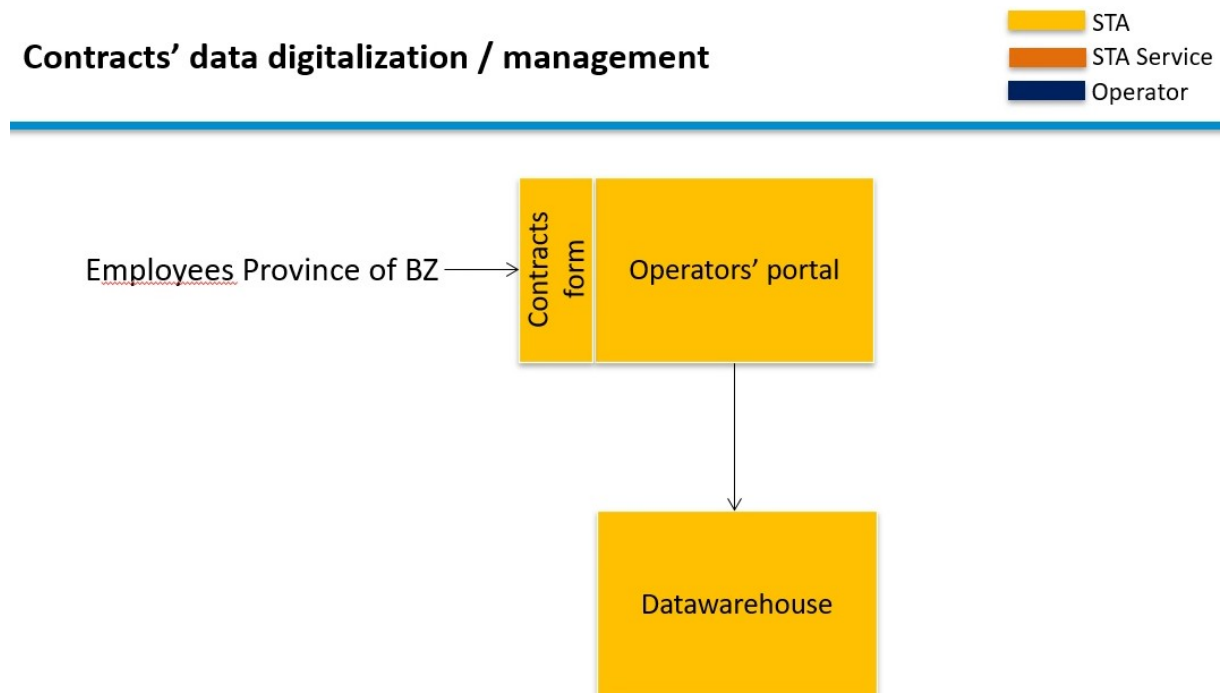 Contracts’ data digitalization / management
STA
STA Service
Operator
Employees Province of BZ
Contracts
form
Operators’ portal
Datawarehouse